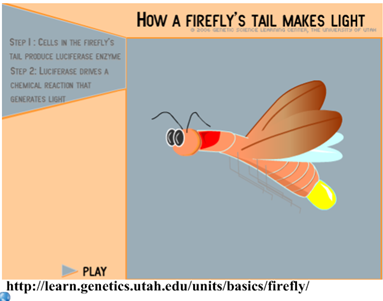 How a firefly's tail makes light
© 2006 Genetic Science Learning Center, The University of Utah
Step 1: Cells in the firefly's
tail produce luciferase enzyme
Step 2: Luciferase drives a
chemical reaction that
generates light
PLAY
http://learn.genetics.utah.edu/units/basics/firefly/